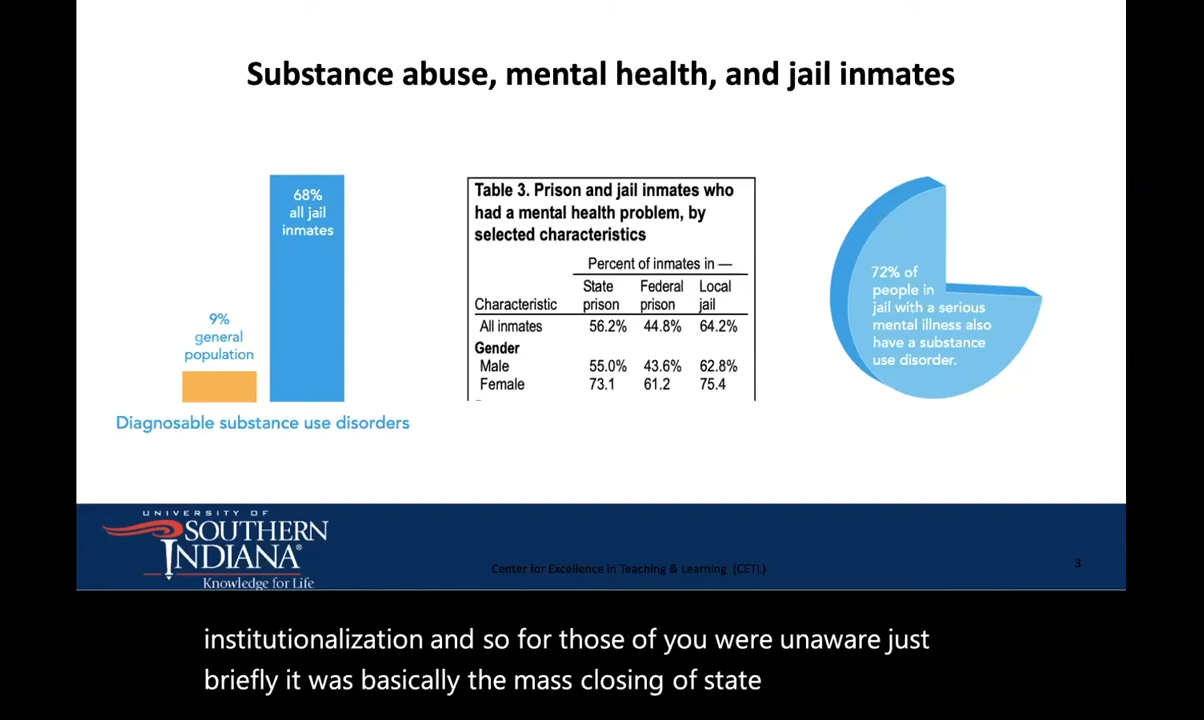 Substance abuse, mental health, and jail inmates
68%
all jail
inmates
9%
general
population
Diagnosable substance use disorders
Table 3. Prison and jail inmates who
had a mental health problem, by
selected characteristics
Percent of inmates in —
State Federal Local
Characteristic prison prison jail
All inmates 56.2% 44.8% 64.2%
Gender
Male 55.0% 43.6% 62.8%
Female 73.1 61.2 75.4
72% of
people in
jail with a serious
mental illness also
have a substance
use disorder.
UNIVERSITY OF
SOUTHERN
INDIANA®
Knowledge for Life
Center for Excellence in Teaching & Learning (CETL)
3
institutionalization and so for those of you were unaware just
briefly it was basically the mass closing of state